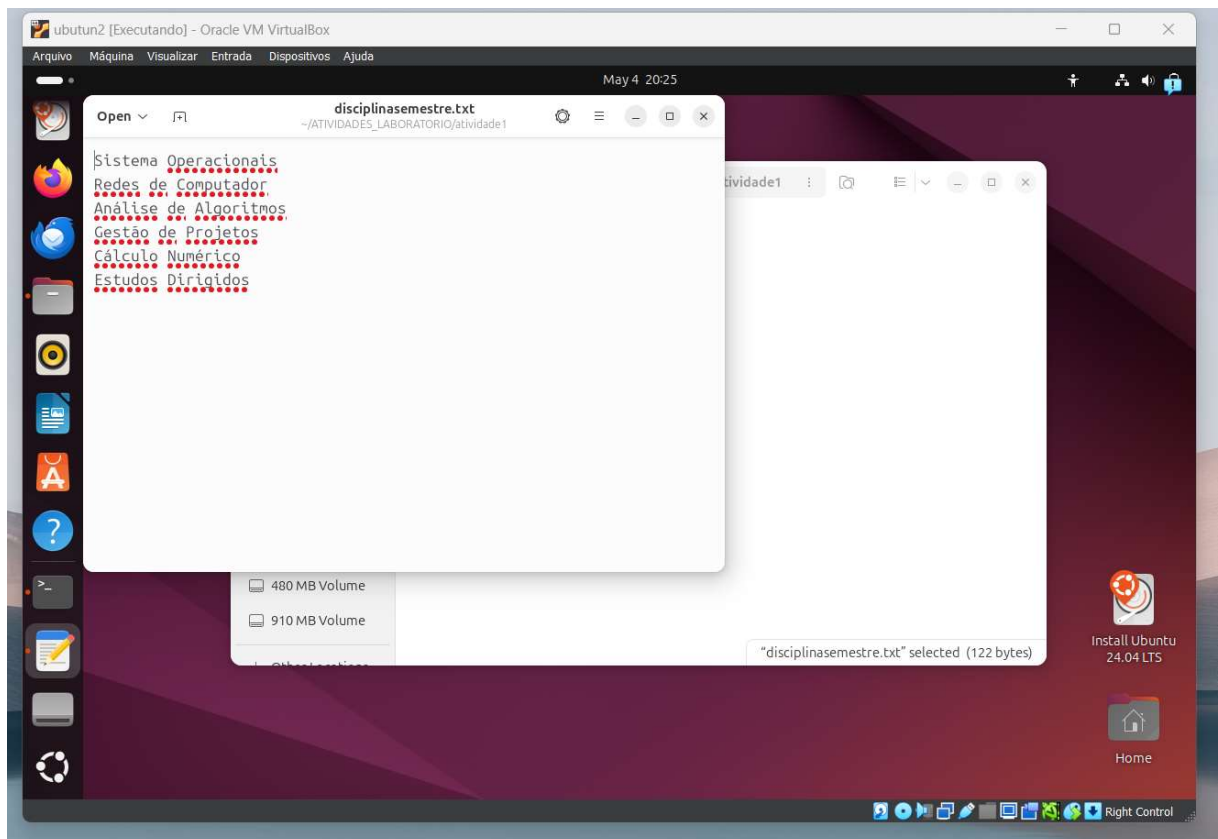 ubutun2 [Executando] - Oracle VM VirtualBox
Arquivo Máquina Visualizar Entrada Dispositivos Ajuda
May 4 20:25
Open
disciplinasemestre.txt
~/ATIVIDADES_LABORATORIO/atividade1
Sistema Operacionais
Redes de Computador
Análise de Algoritmos
Gestão de Projetos
Cálculo Numérico
Estudos Dirigidos
tividade1
480 MB Volume
910 MB Volume
"disciplinasemestre.txt" selected (122 bytes)
Install Ubuntu
24.04 LTS
Home
Right Control